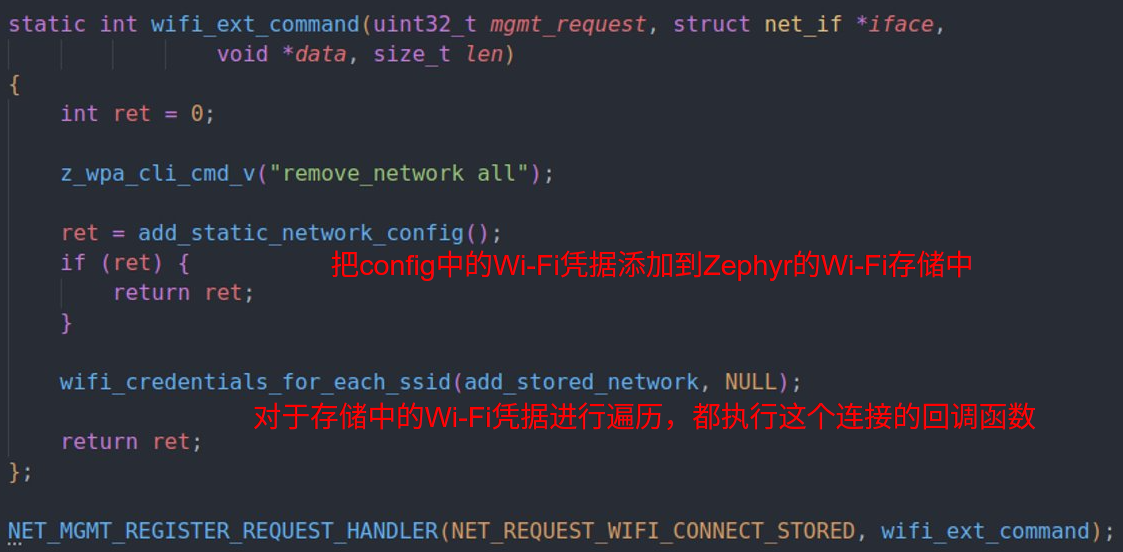 static int wifi_ext_command(uint32_t mgmt_request, struct net_if *iface,
void *data, size_t len)
{
int ret = 0;
z_wpa_cli_cmd_v("remove_network all");
ret = add_static_network_config();
if (ret) {
把config中的Wi-Fi凭据添加到Zephyr的Wi-Fi存储中
return ret;
}
wifi_credentials_for_each_ssid(add_stored_network, NULL);
对于存储中的Wi-Fi凭据进行遍历，都执行这个连接的回调函数
return ret;
};
NET_MGMT_REGISTER_REQUEST_HANDLER(NET_REQUEST_WIFI_CONNECT_STORED, wifi_ext_command);